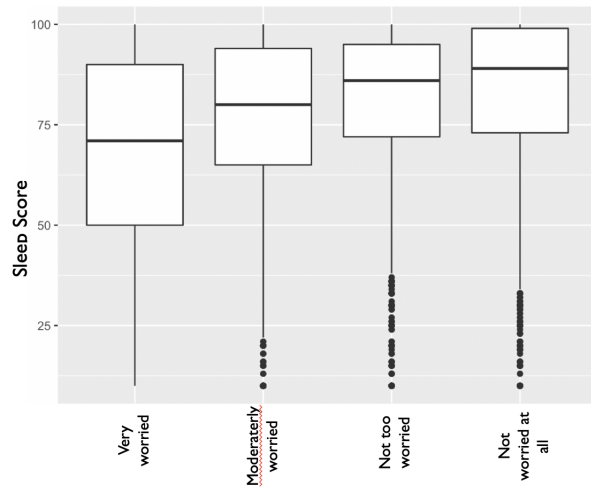 100
75
50
25
Sleep Score
Very
worried
Moderaterly
worried
Not too
worried
Not
worried at
all